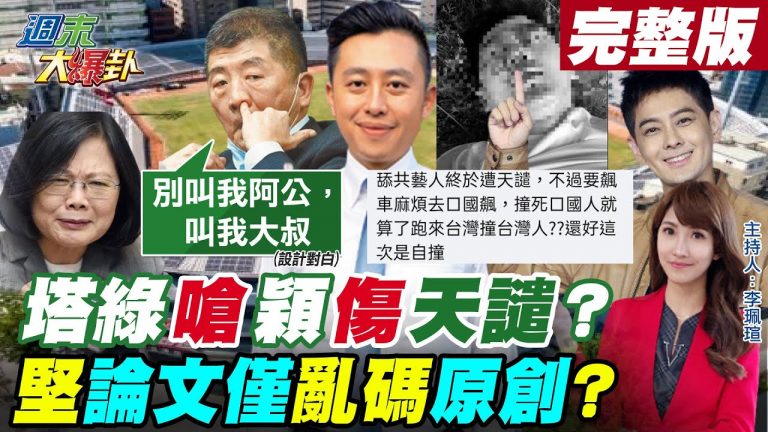 週末
大爆卦
完整版
別叫我阿公，
叫我大叔
(設計對白)
舔共藝人終於遭天譴，不過要飆
車麻煩去口國飆，撞死口國人就
算了跑來台灣撞台灣人??還好這
次是自撞
主持人：李珮瑄
塔綠嗆穎傷天譴？
堅論文僅亂碼原創？